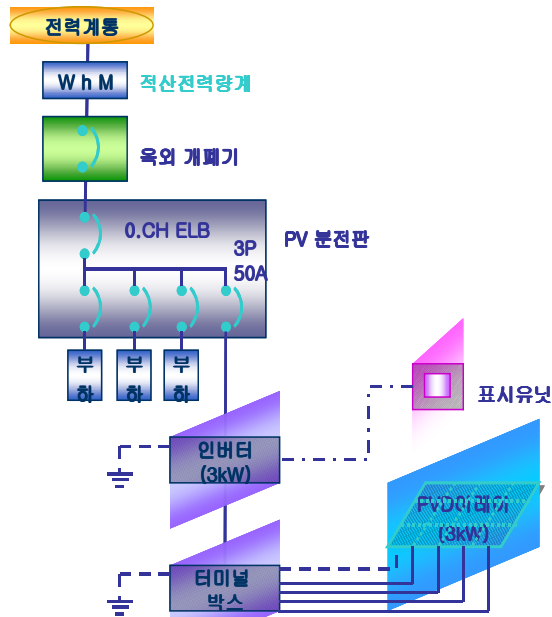 전력계통
W h M
적산전력량계
옥외 개폐기
0.CH ELB
3P
50A
PV 분전판
부
하
부
하
부
하
표시유닛
인버터
(3kW)
PVD어레이
(3kW)
터미널
박스